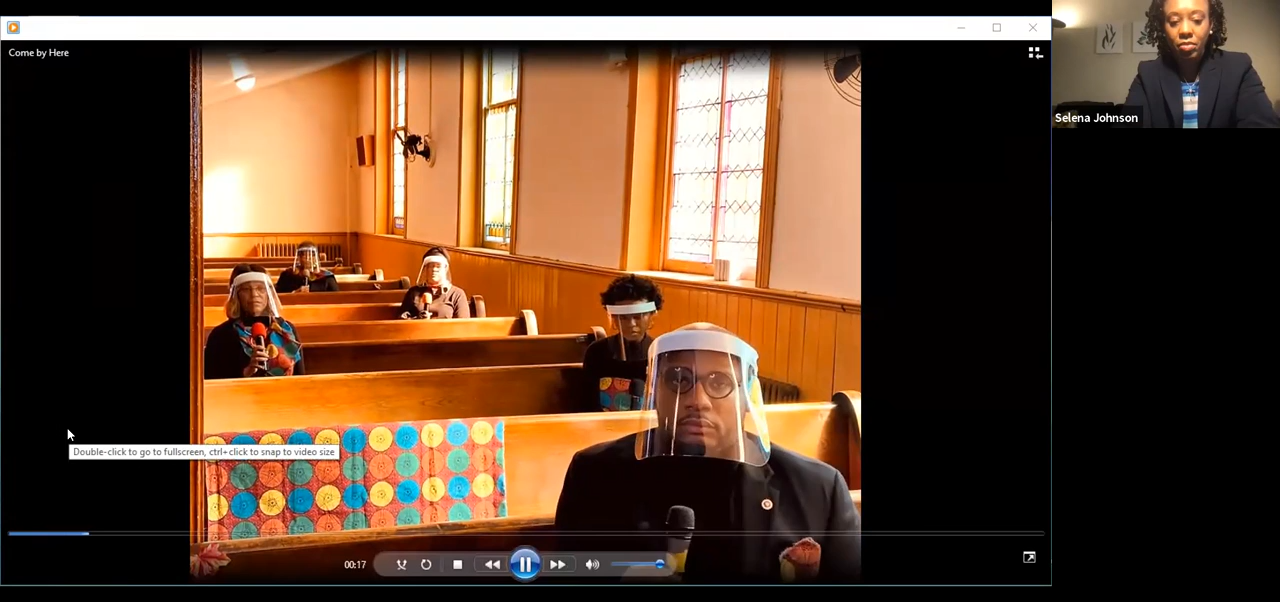 Come by Here
Selena Johnson
Double-click to go to fullscreen, ctrl+click to snap to video size
00:17